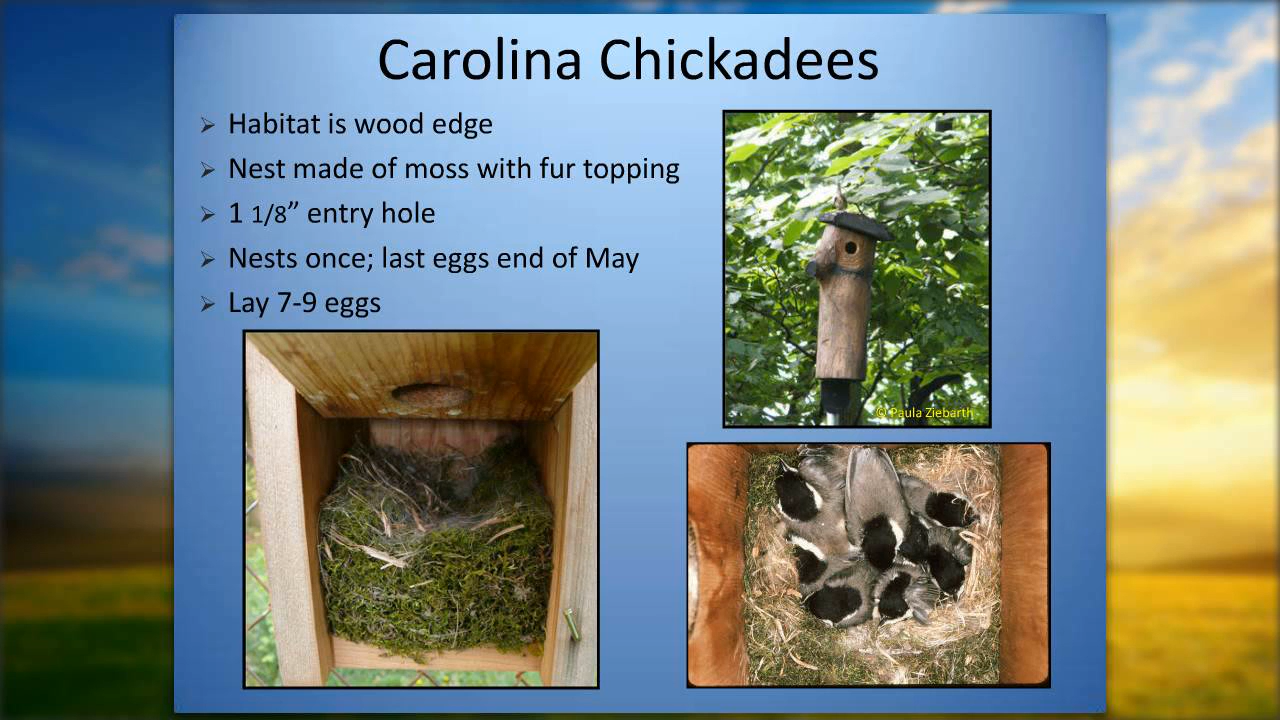 Carolina Chickadees
➢ Habitat is wood edge
➢ Nest made of moss with fur topping
➢ 1 1/8” entry hole
➢ Nests once; last eggs end of May
➢ Lay 7-9 eggs
© Paula Ziebarth